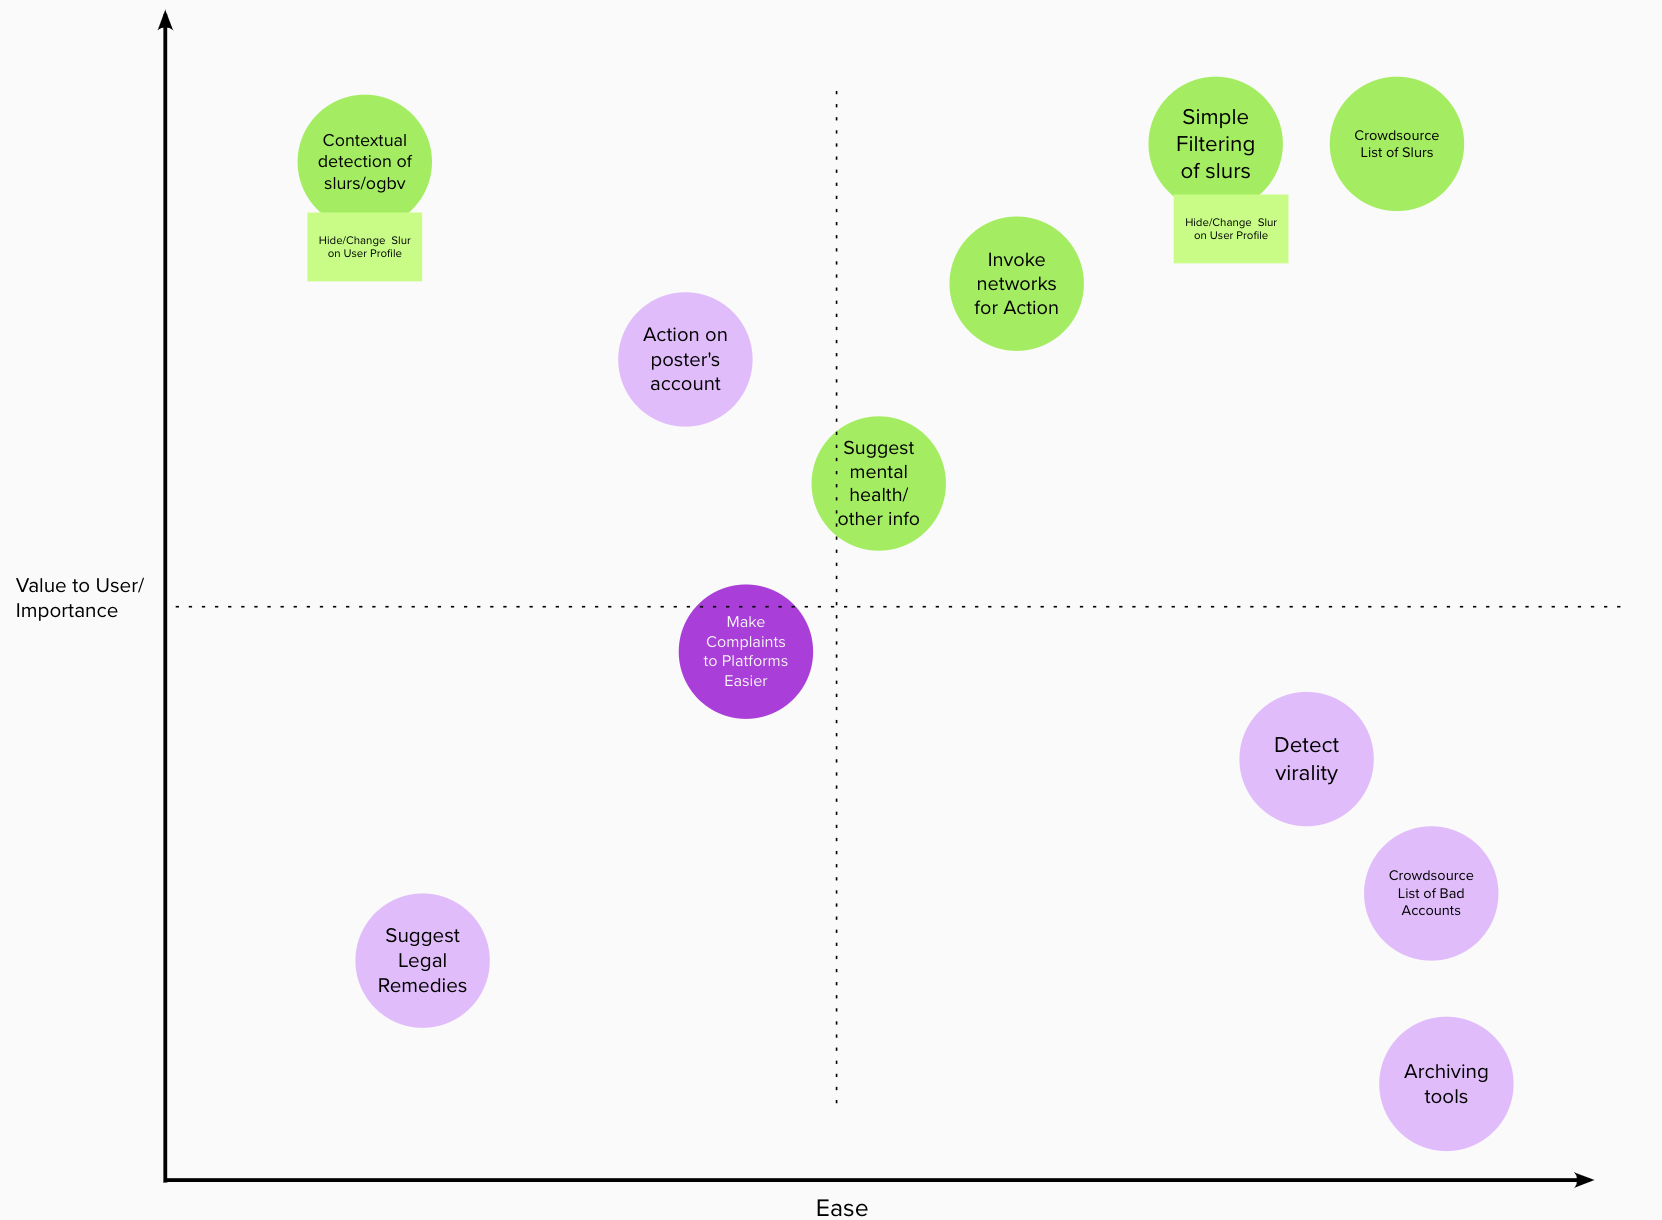 Contextual
detection of
slurs/ogbv
Hide/Change Slur
on User Profile
Simple
Filtering
of slurs
Hide/Change Slur
on User Profile
Crowdsource
List of Slurs
Invoke
networks
for Action
Action on
poster's
account
Suggest
mental
health/
other info
Value to User/
Importance
Make
Complaints
to Platforms
Easier
Detect
virality
Crowdsource
List of Bad
Accounts
Suggest
Legal
Remedies
Archiving
tools
Ease